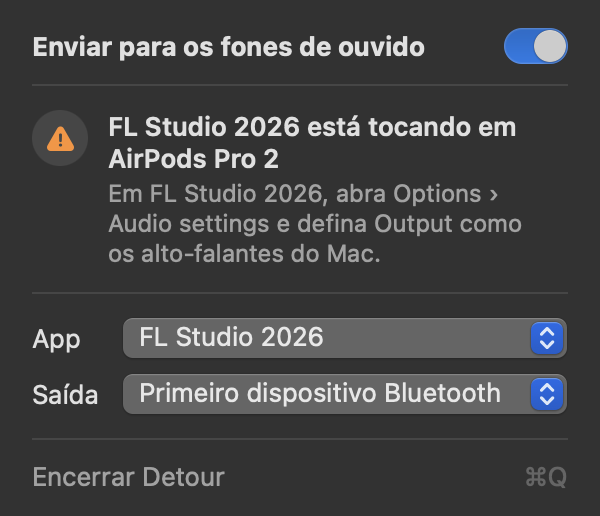 Enviar para os fones de ouvido
FL Studio 2026 está tocando em
AirPods Pro 2
Em FL Studio 2026, abra Options ›
Audio settings e defina Output como
os alto-falantes do Mac.
App
FL Studio 2026
Saída
Primeiro dispositivo Bluetooth
Encerrar Detour
⌘Q